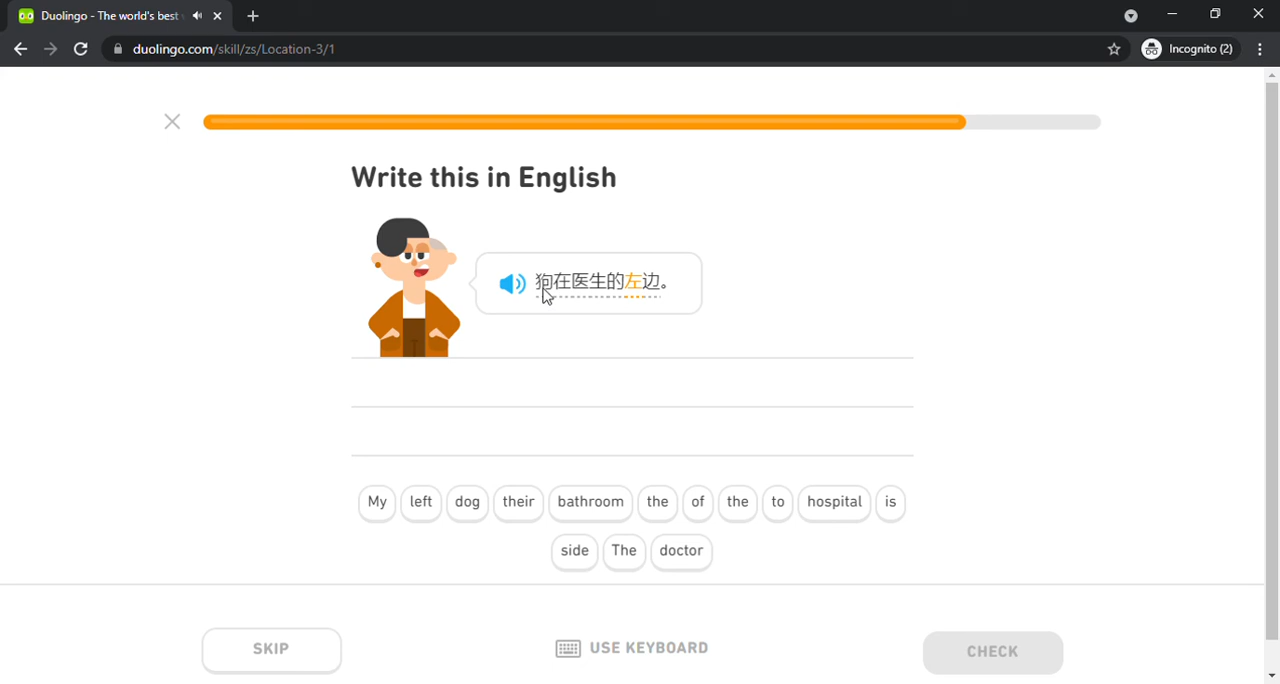 Duolingo - The world's best
duolingo.com/skill/zs/Location-3/1
Incognito (2)
Write this in English
狗在医生的左边。
My left dog their bathroom the of the to hospital is
side The doctor
SKIP
USE KEYBOARD
CHECK